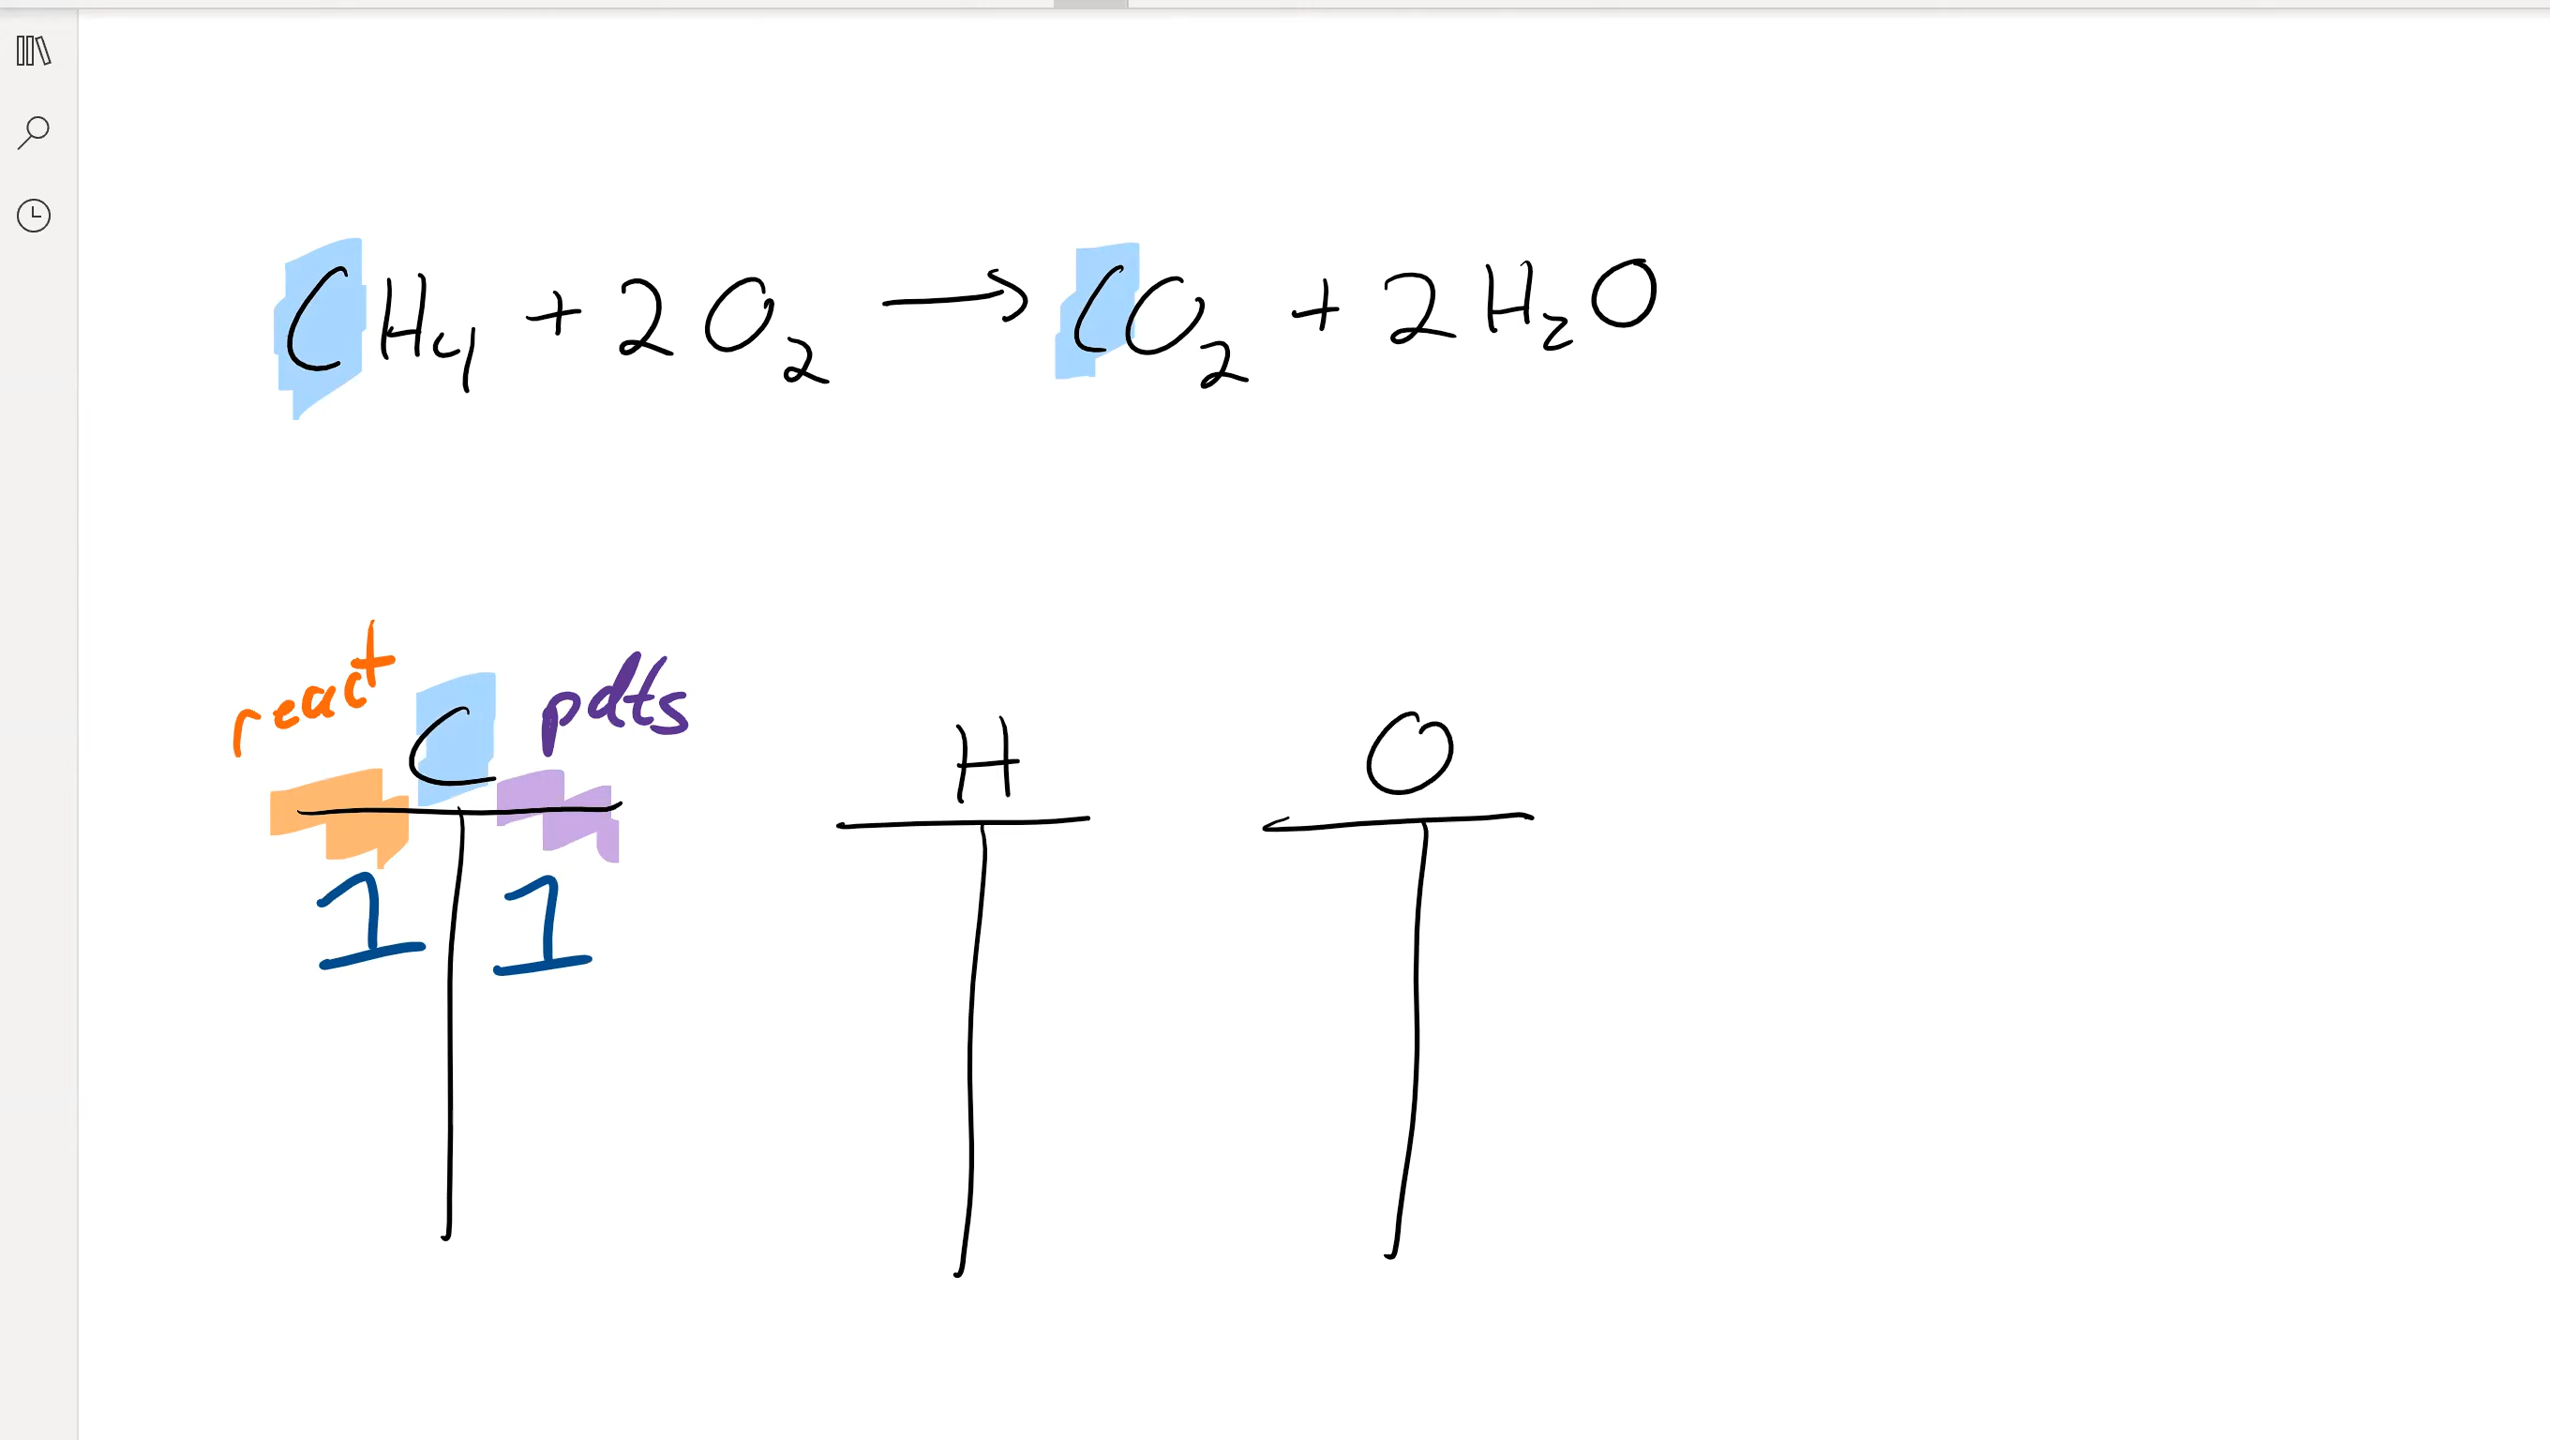 CH₄ + 2 O₂ → CO₂ + 2 H₂O
react C pdts H O
1 1